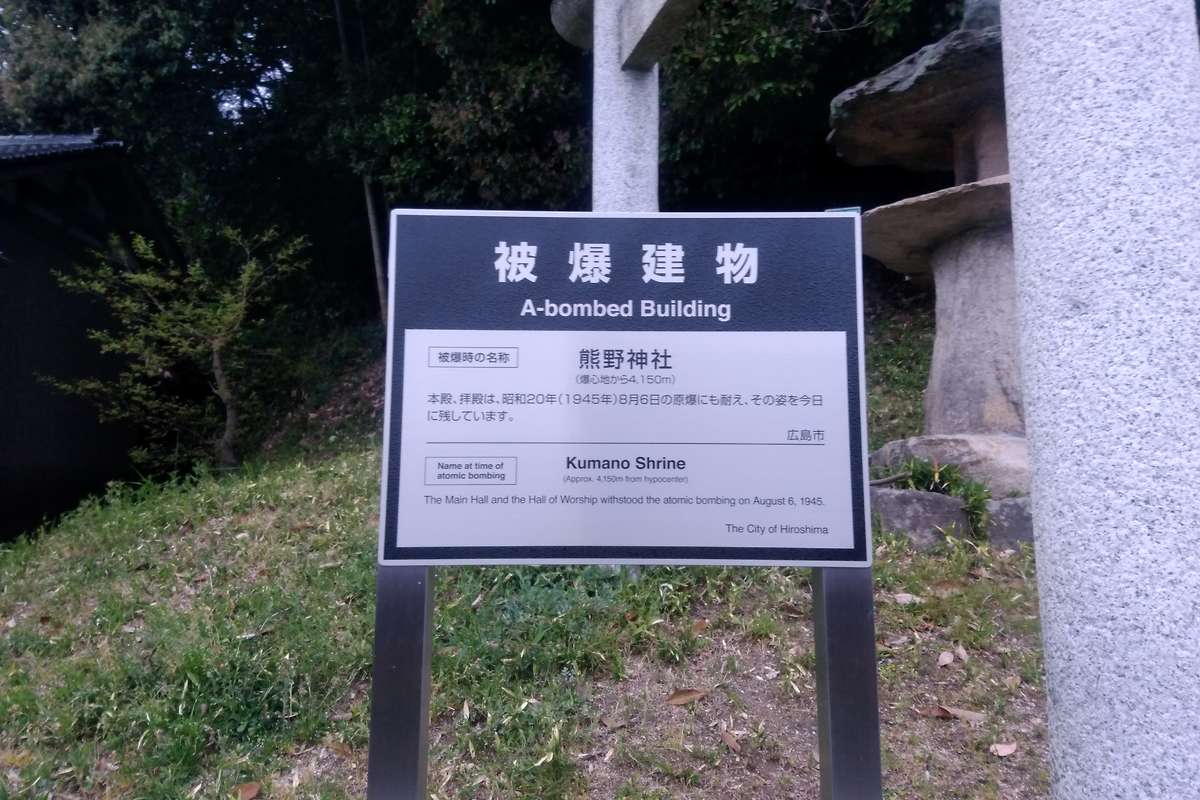 被爆建物
A-bombed Building
被爆時の名称
熊野神社
(爆心地から4,150m)
本殿、拝殿は、昭和20年(1945年)8月6日の原爆にも耐え、その姿を今日
に残しています。
広島市
Name at time of
atomic bombing
Kumano Shrine
(Approx. 4,150m from hypocenter)
The Main Hall and the Hall of Worship withstood the atomic bombing on August 6, 1945.
The City of Hiroshima